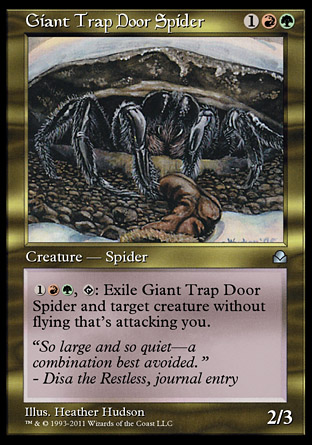 Giant Trap Door Spider 1
Creature — Spider
1, : Exile Giant Trap Door
Spider and target creature without
flying that's attacking you.
"So large and so quiet—a
combination best avoided."
- Disa the Restless, journal entry
Illus. Heather Hudson
™ & © 1993-2011 Wizards of the Coast LLC
2/3